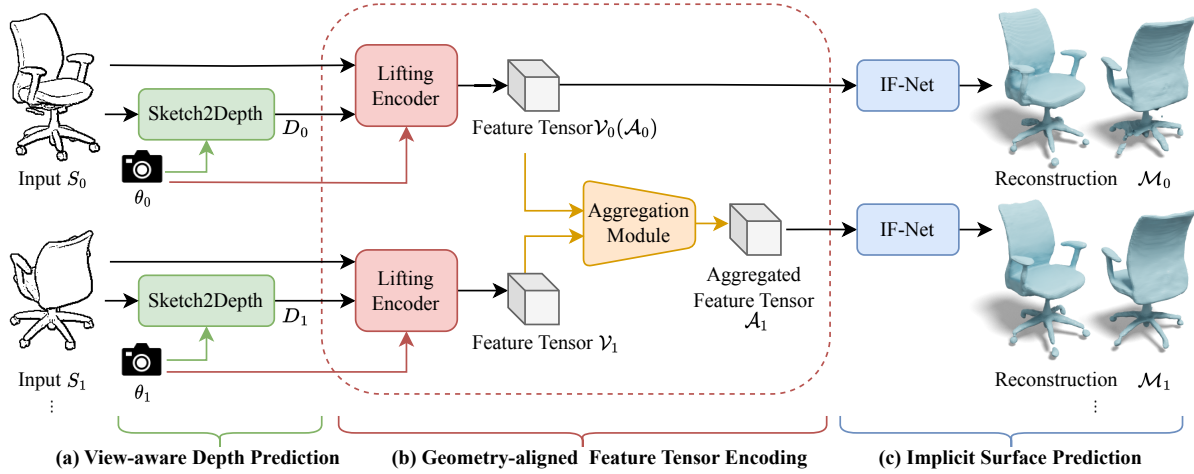 Sketch2Depth
D₀
Lifting
Encoder
Feature Tensor 𝒱₀(𝒜₀)
IF-Net
Input S₀
θ₀
Reconstruction ℳ₀
Aggregation
Module
Sketch2Depth
D₁
Lifting
Encoder
Feature Tensor 𝒱₁
Aggregated
Feature Tensor
𝒜₁
IF-Net
Input S₁
⋮
θ₁
Reconstruction ℳ₁
⋮
(a) View-aware Depth Prediction
(b) Geometry-aligned Feature Tensor Encoding
(c) Implicit Surface Prediction